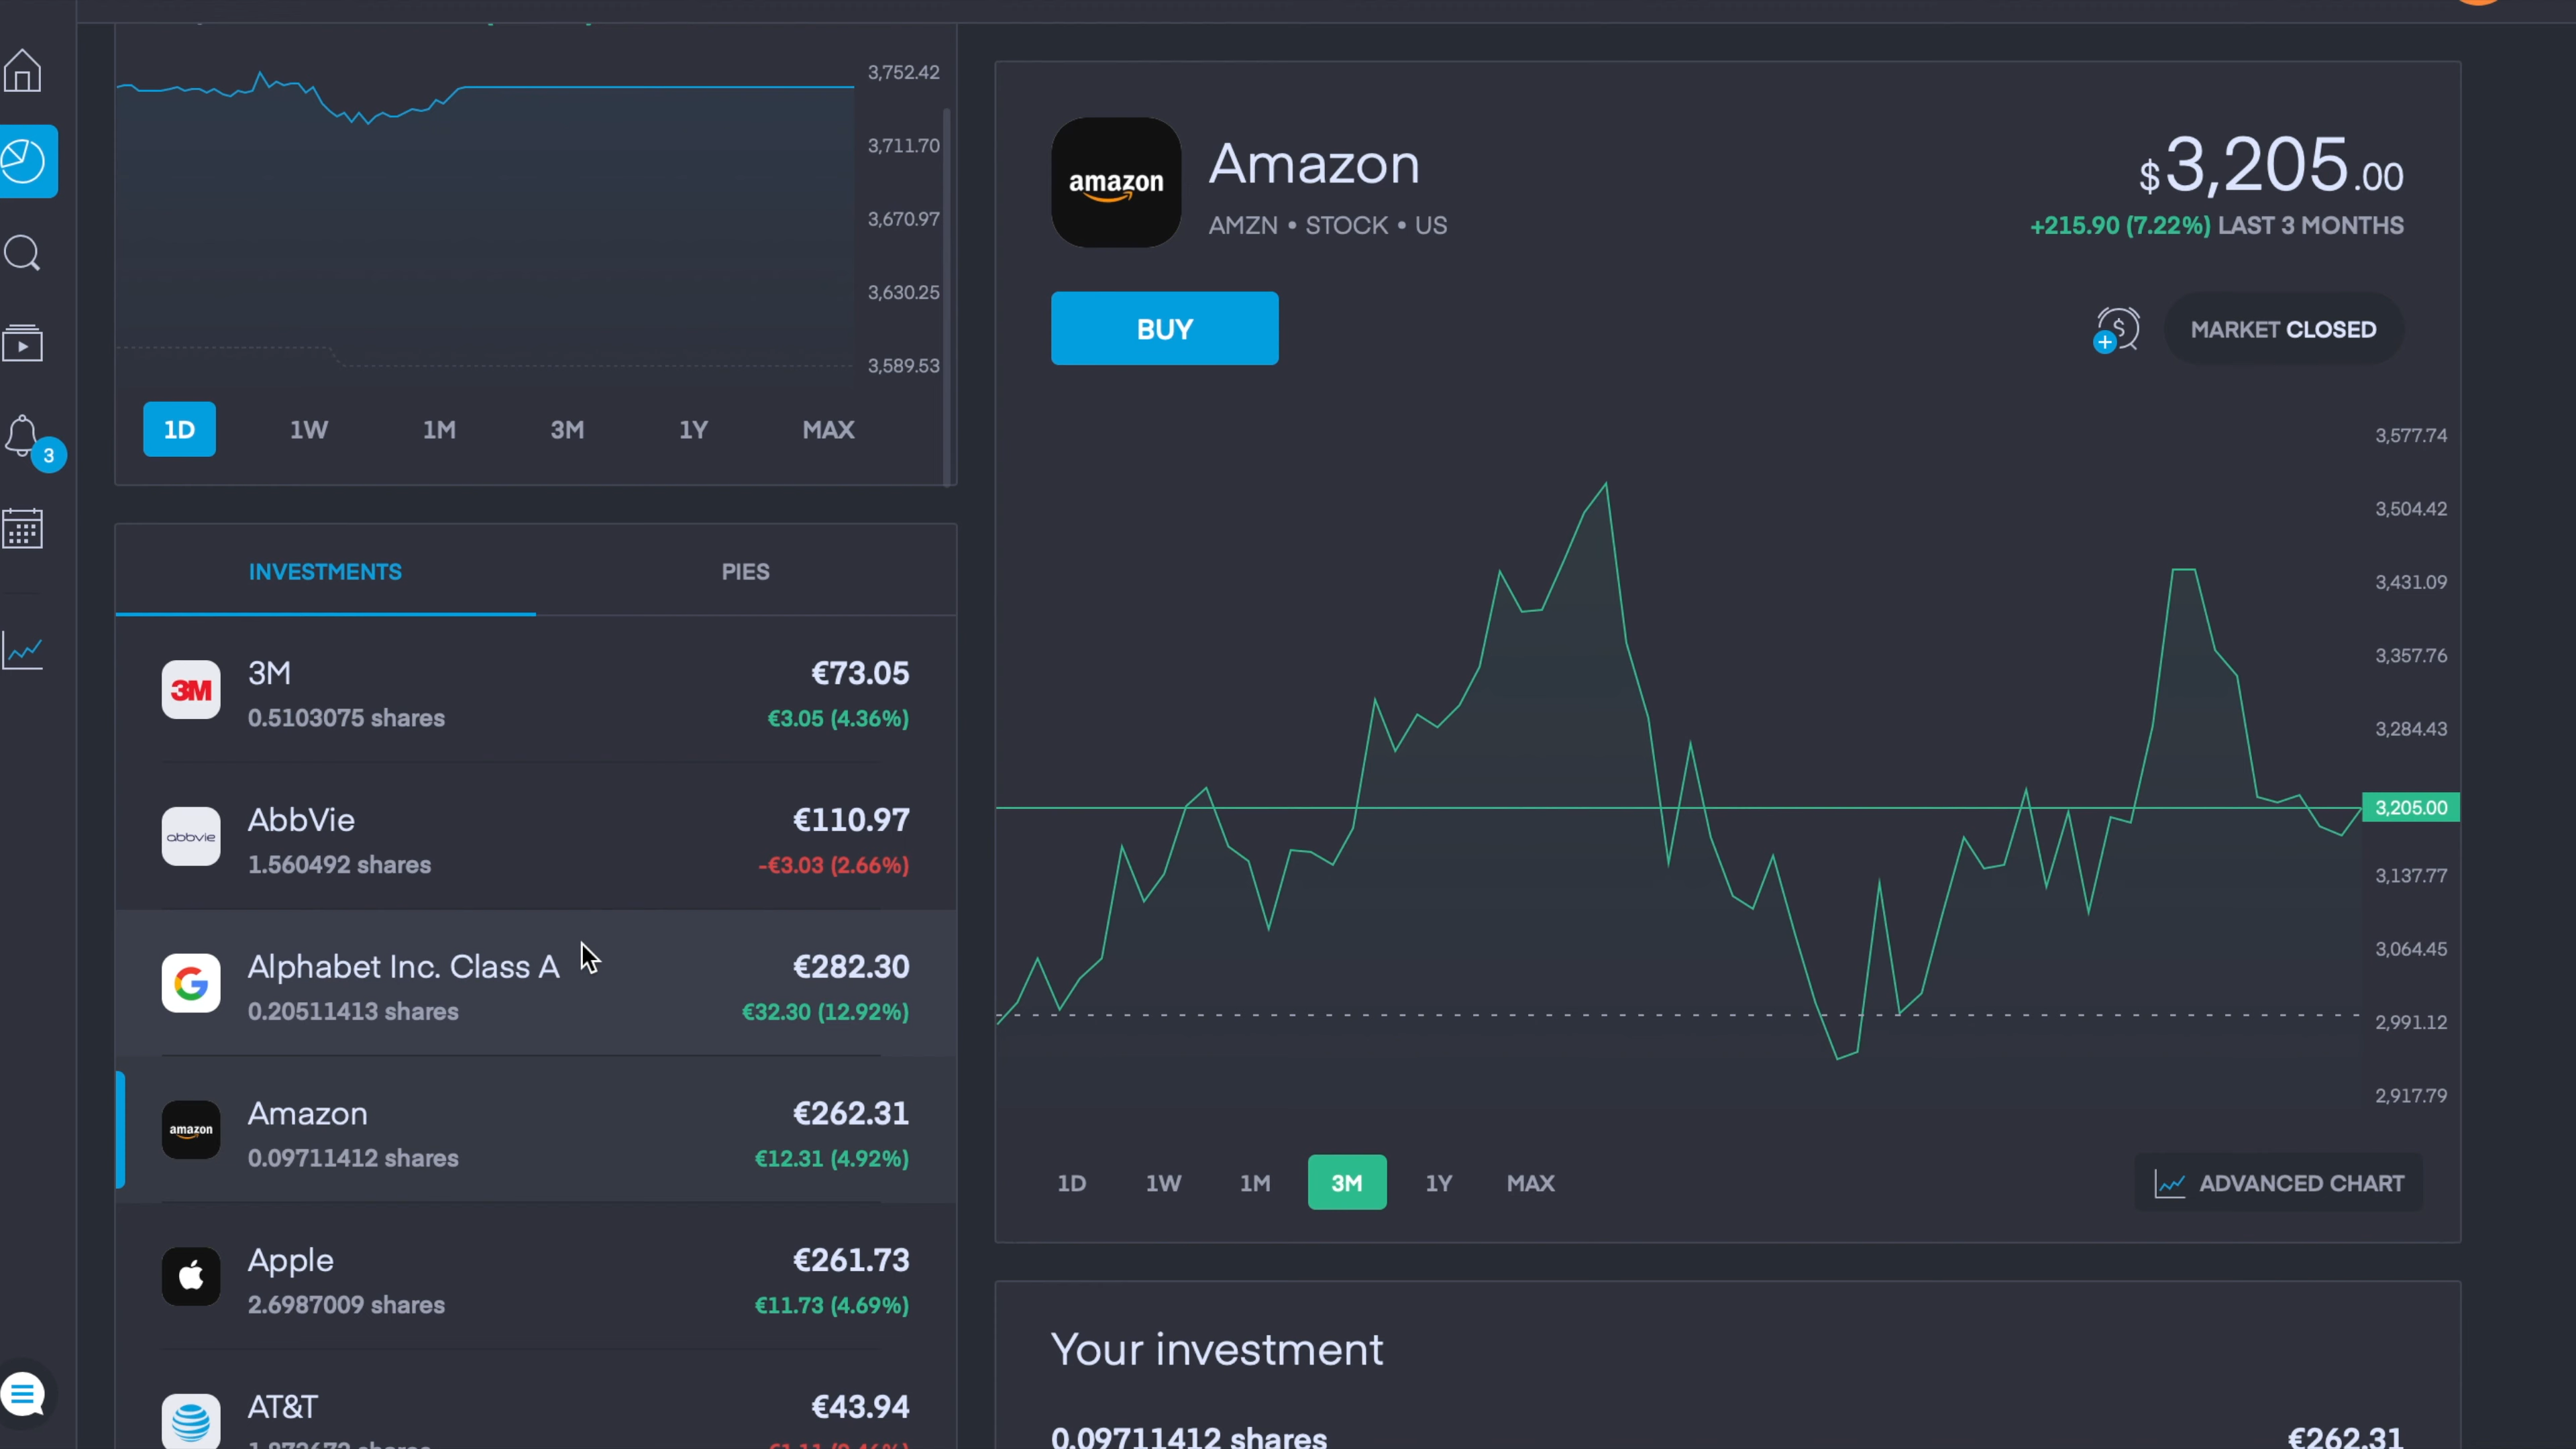 3,752.42
3,711.70
3,670.97
3,630.25
3,589.53
1D 1W 1M 3M 1Y MAX
3
INVESTMENTS PIES
3M
3M €73.05
0.5103075 shares €3.05 (4.36%)
abbvie
AbbVie €110.97
1.560492 shares -€3.03 (2.66%)
G
Alphabet Inc. Class A €282.30
0.20511413 shares €32.30 (12.92%)
amazon
Amazon €262.31
0.09711412 shares €12.31 (4.92%)
Apple €261.73
2.6987009 shares €11.73 (4.69%)
AT&T €43.94
amazon
Amazon $3,205.00
AMZN • STOCK • US +215.90 (7.22%) LAST 3 MONTHS
BUY $ + MARKET CLOSED
3,577.74
3,504.42
3,431.09
3,357.76
3,284.43
3,205.00
3,137.77
3,064.45
2,991.12
2,917.79
1D 1W 1M 3M 1Y MAX ADVANCED CHART
Your investment
0.09711412 shares €262.31